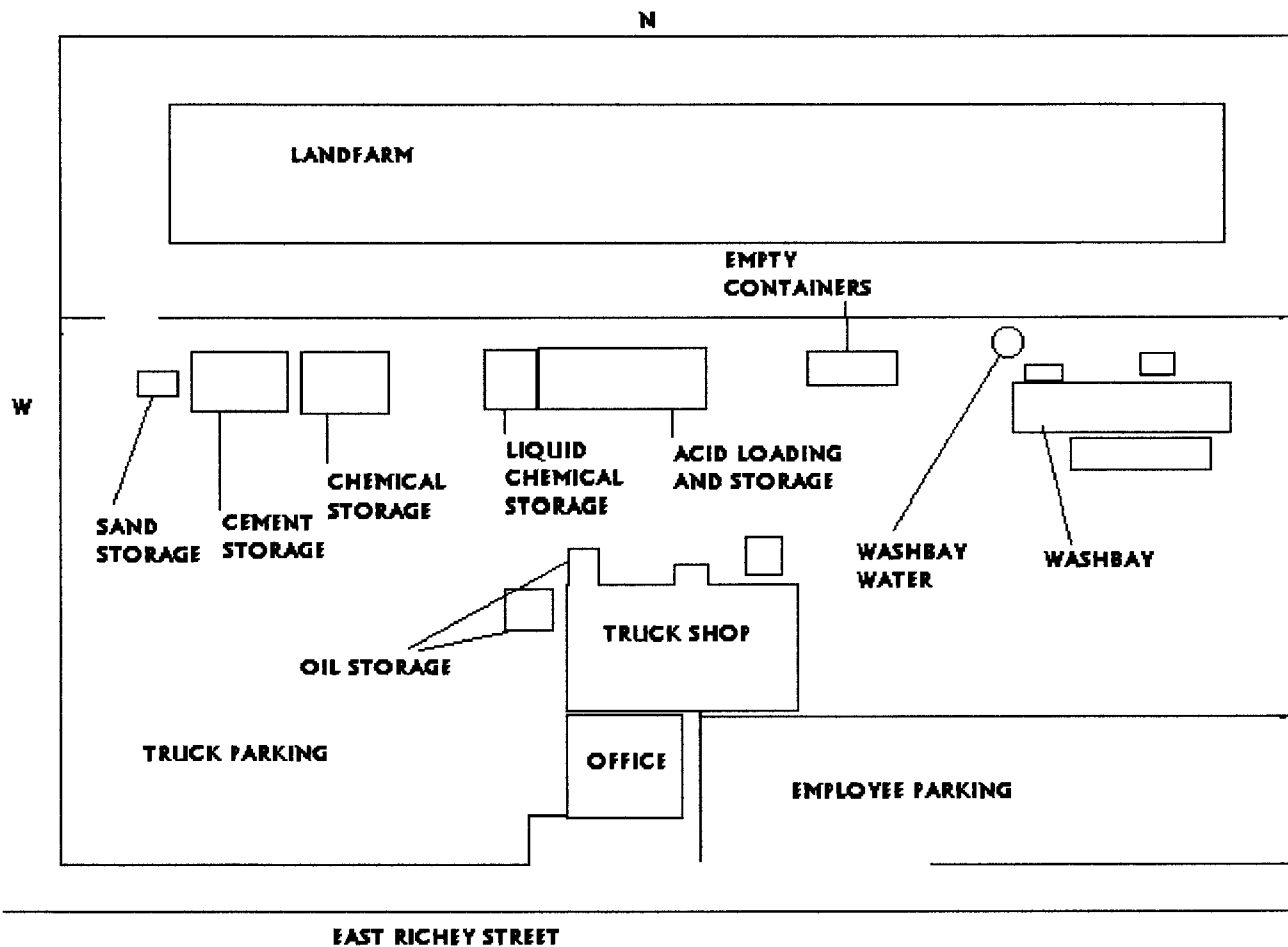 N
LANDFARM
EMPTY
CONTAINERS
W
SAND
STORAGE
CEMENT
STORAGE
CHEMICAL
STORAGE
LIQUID
CHEMICAL
STORAGE
ACID LOADING
AND STORAGE
WASHBAY
WATER
WASHBAY
OIL STORAGE
TRUCK SHOP
TRUCK PARKING
OFFICE
EMPLOYEE PARKING
EAST RICHEY STREET